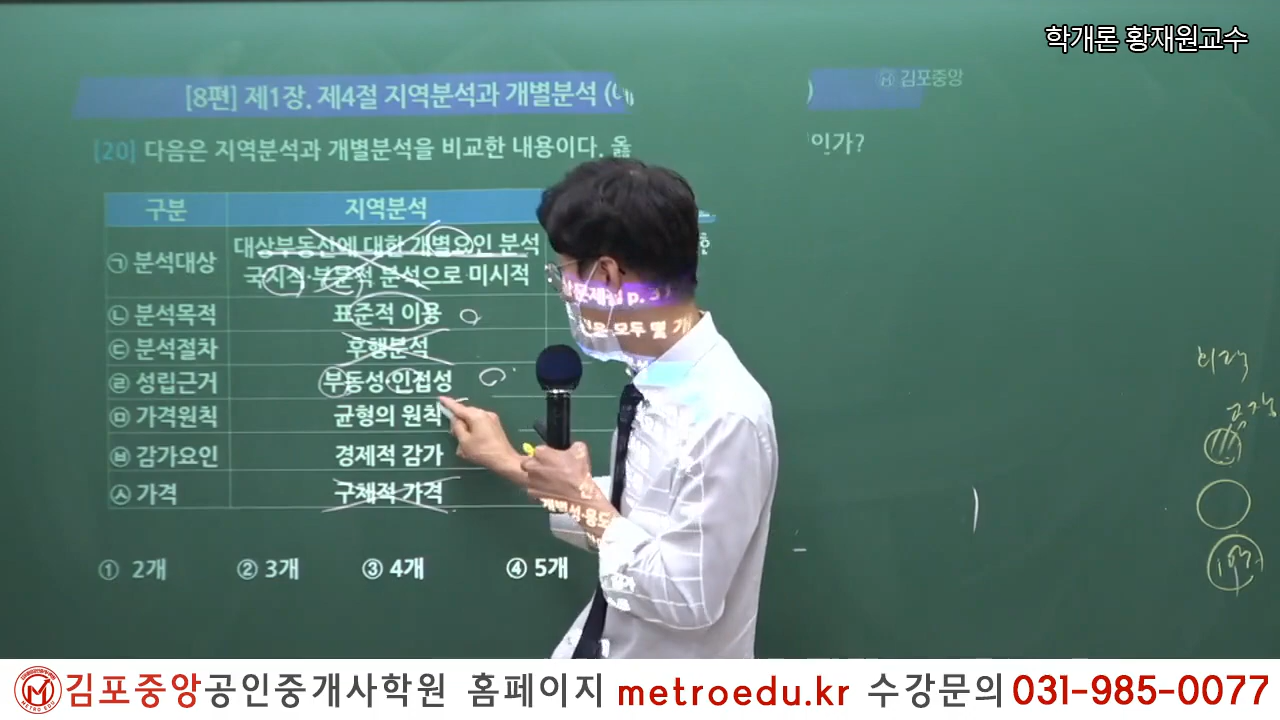 학개론 황재원교수
김포중앙
[8편] 제1장. 제4절 지역분석과 개별분석
[20] 다음은 지역분석과 개별분석을 비교한 내용이다. 옳
인가?
구분 지역분석
㉠ 분석대상 대상부동산에 대한 개별요인 분석
국지적·부분적 분석으로 미시적
㉡ 분석목적 표준적 이용
㉢ 분석절차 후행분석
㉣ 성립근거 부동성·인접성
㉤ 가격원칙 균형의 원칙
㉥ 감가요인 경제적 감가
㉦ 가격 구체적 가격
① 2개 ② 3개 ③ 4개 ④ 5개
김포중앙공인중개사학원 홈페이지 metroedu.kr 수강문의 031-985-0077